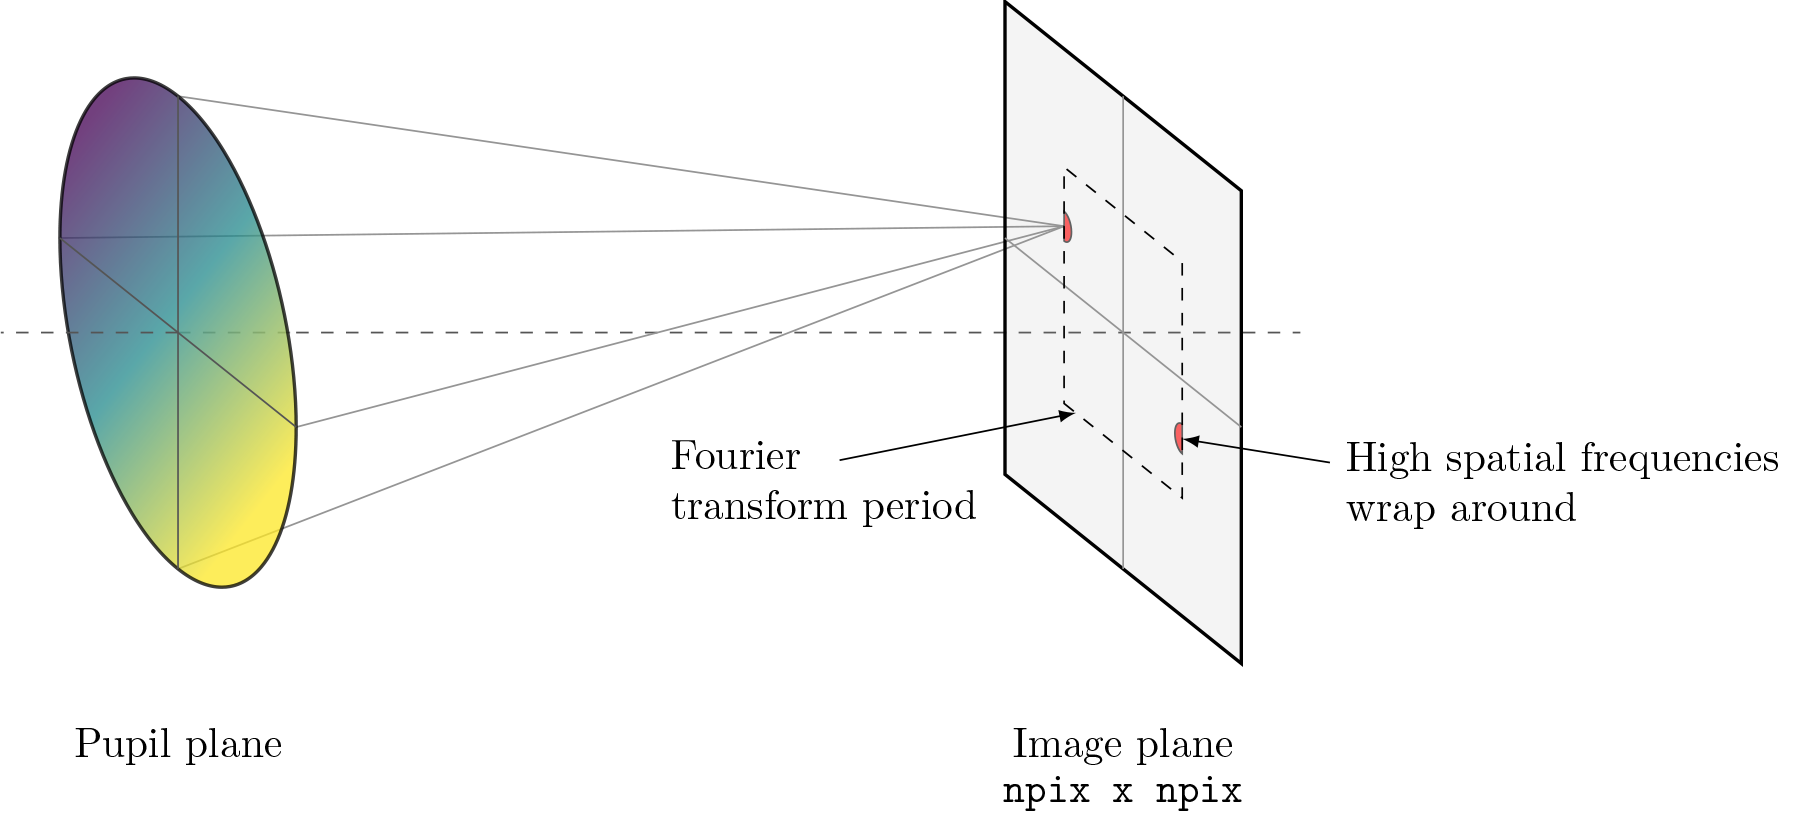 Fourier
transform period
High spatial frequencies
wrap around
Pupil plane
Image plane
npix x npix